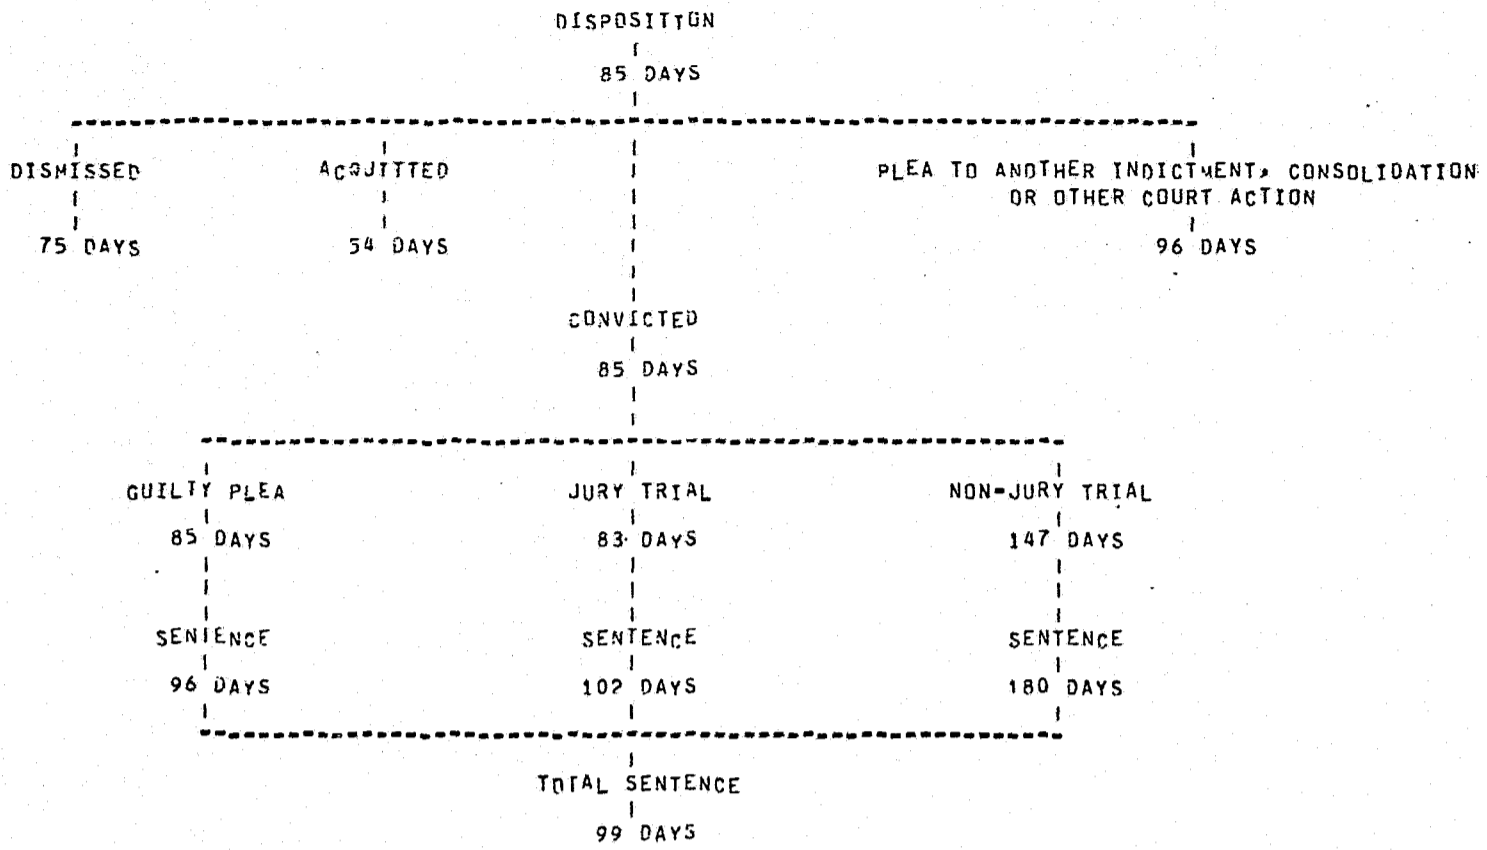 DISPOSITION
85 DAYS
DISMISSED ACQJITTED PLEA TO ANOTHER INDICTMENT, CONSOLIDATION
OR OTHER COURT ACTION
75 DAYS 54 DAYS 96 DAYS
CONVICTED
85 DAYS
GUILTY PLEA JURY TRIAL NON-JURY TRIAL
85 DAYS 83 DAYS 147 DAYS
SENTENCE SENTENCE SENTENCE
96 DAYS 102 DAYS 180 DAYS
TOTAL SENTENCE
99 DAYS